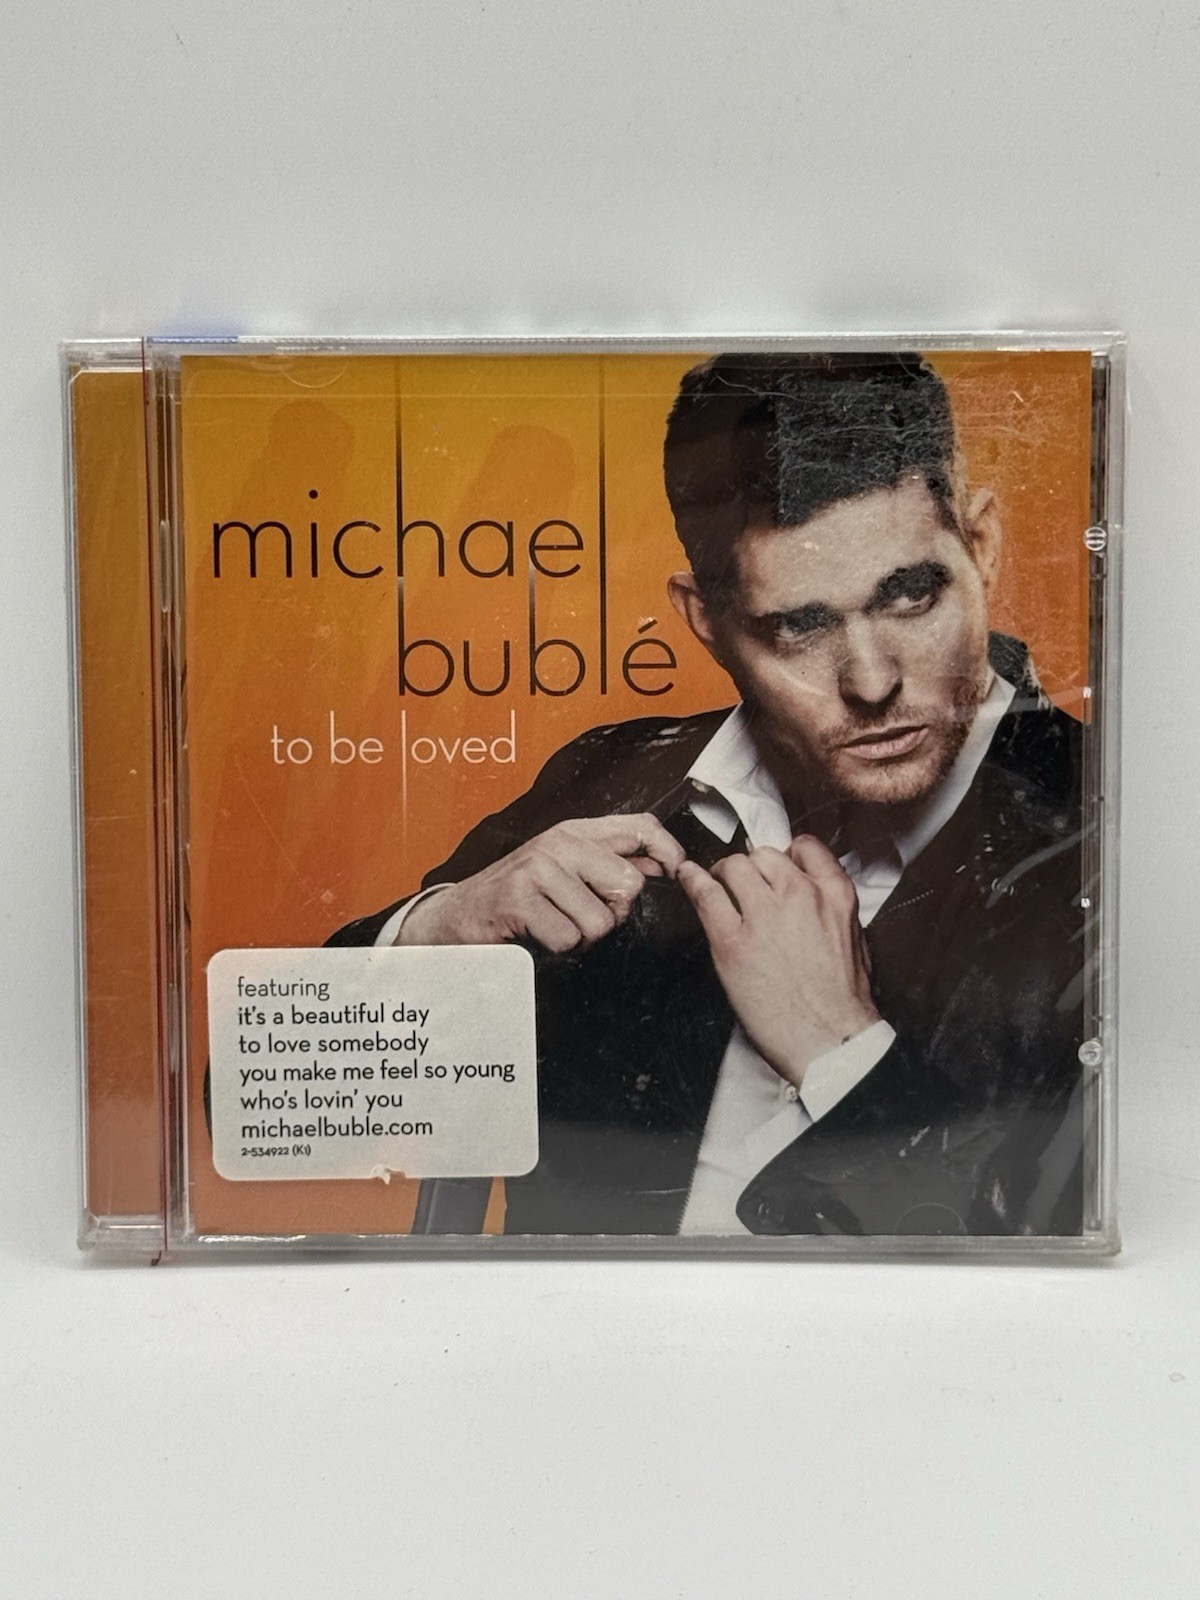 michael
bublé
to be loved
featuring
it's a beautiful day
to love somebody
you make me feel so young
who's lovin' you
michaelbuble.com
2-534922 (K1)